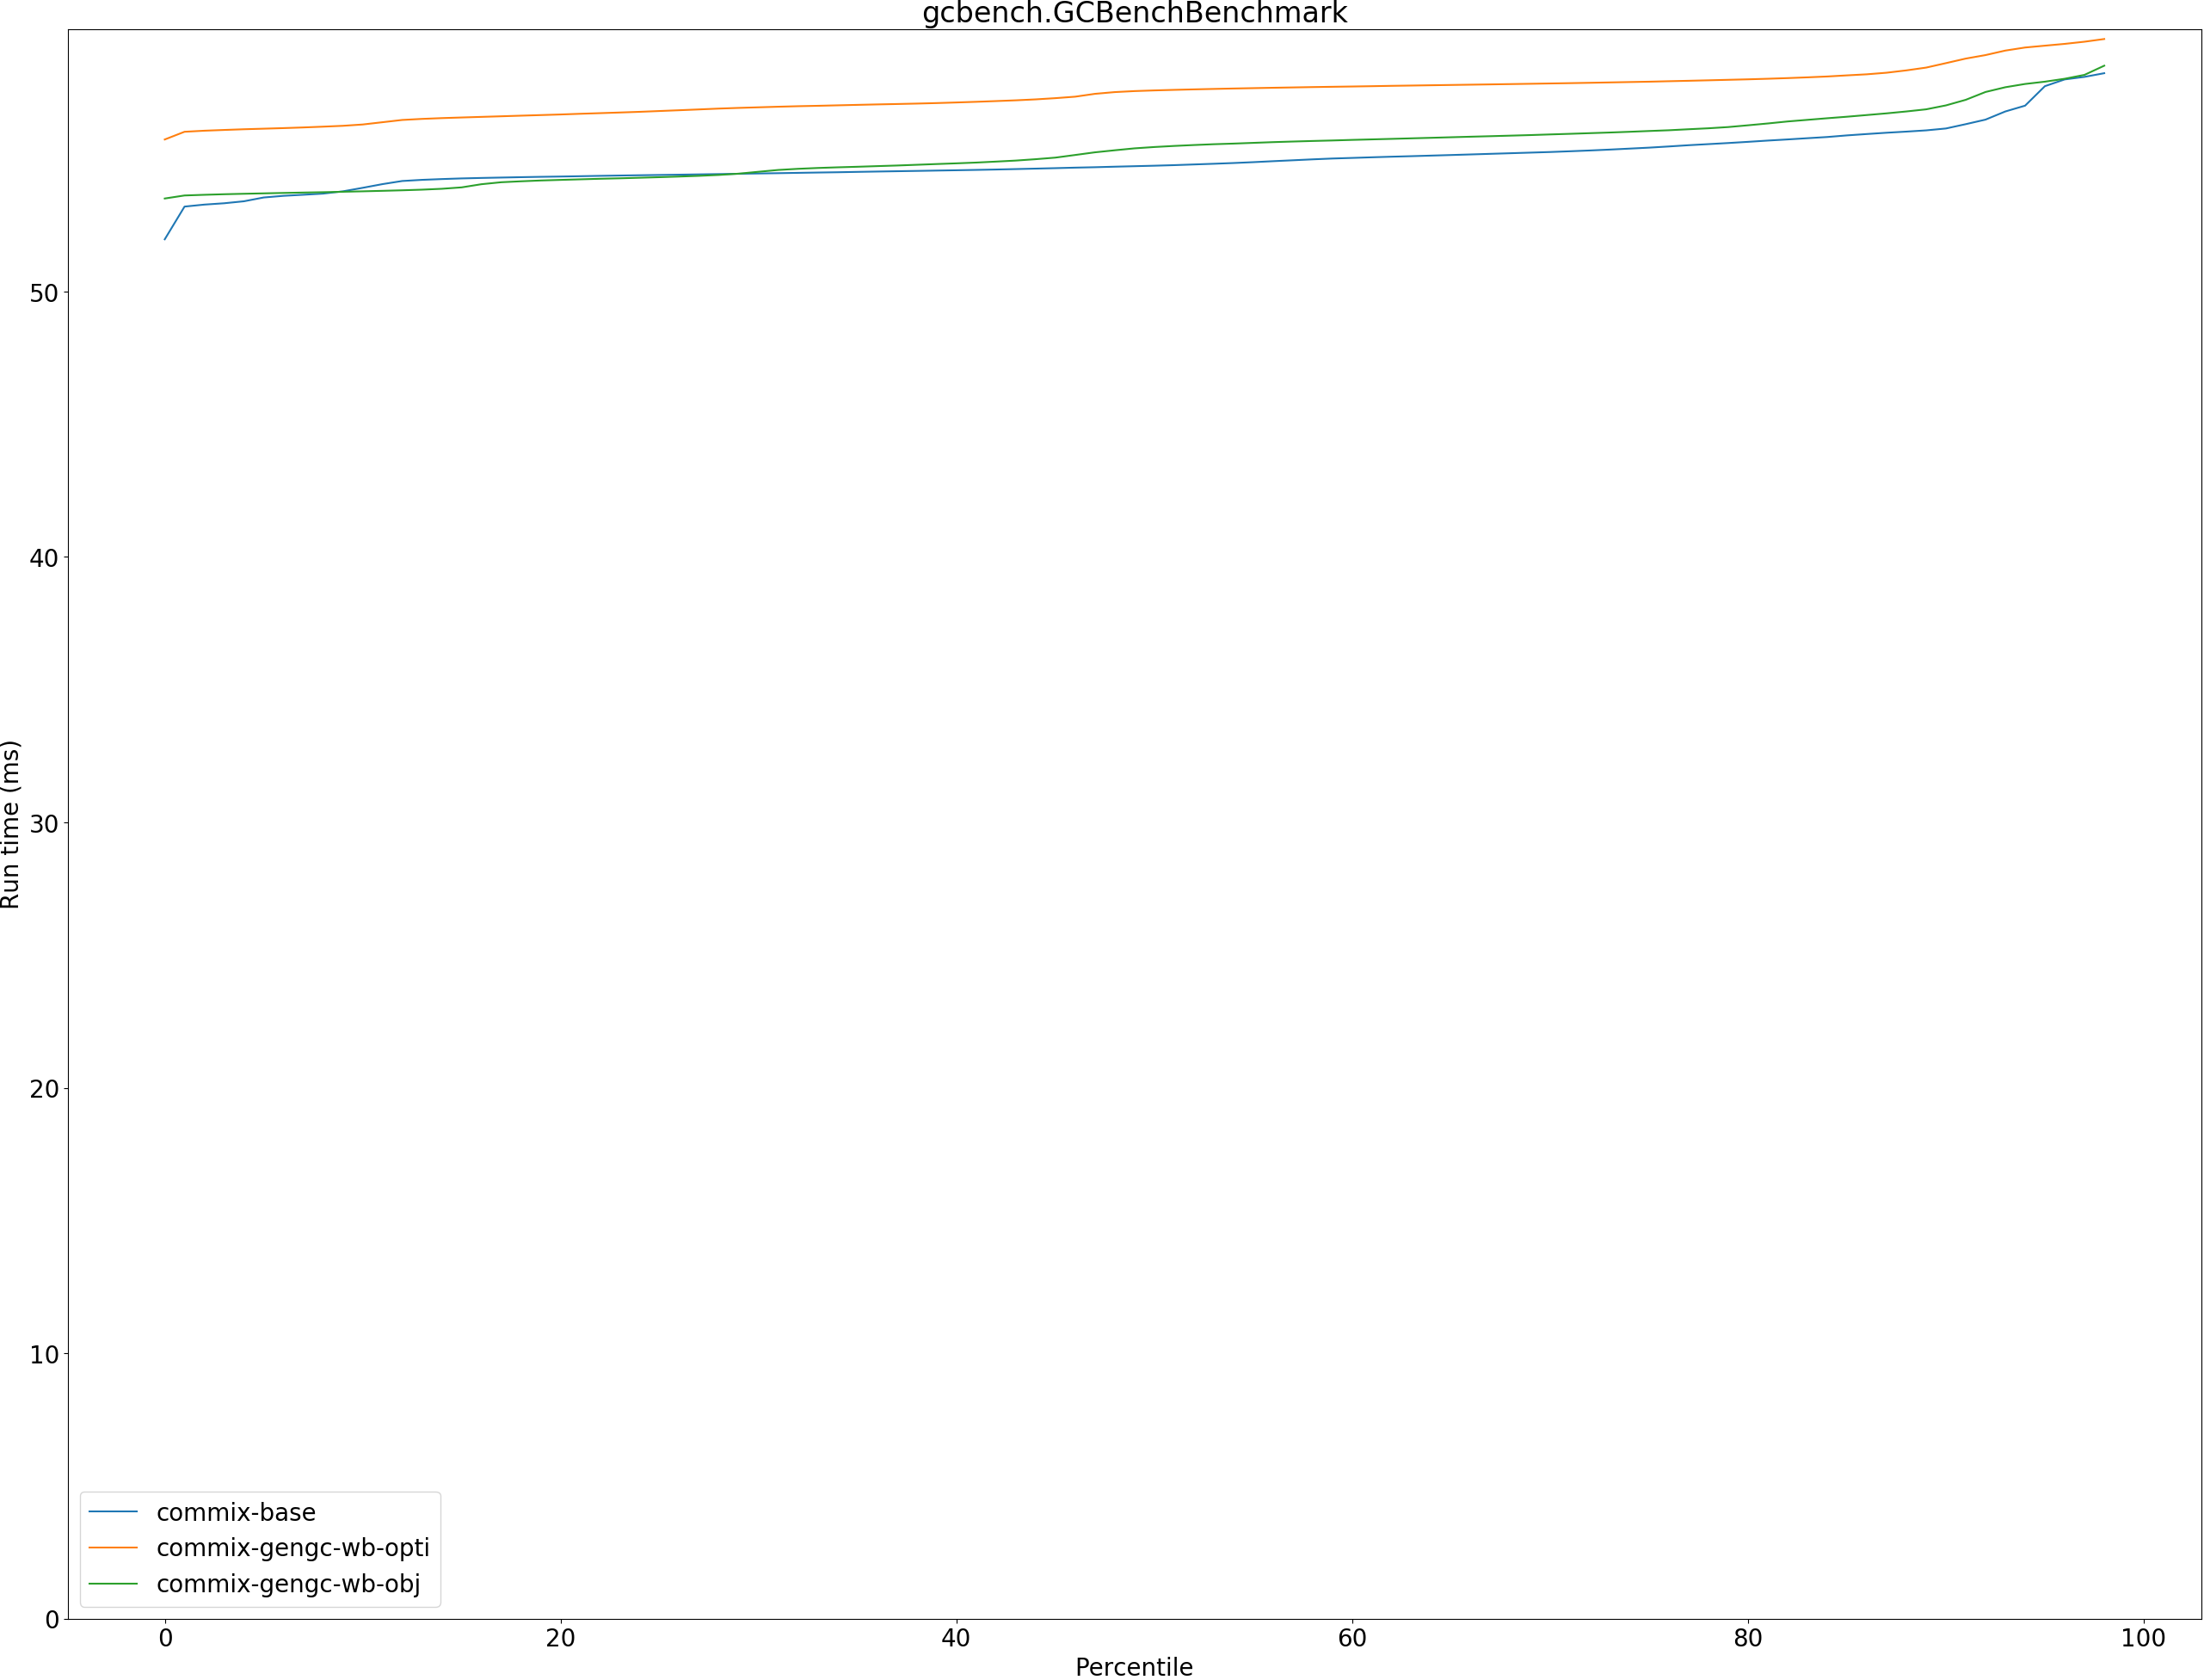 gcbench.GCBenchBenchmark
Run time (ms)
50
40
30
20
10
0
0 20 40 60 80 100
Percentile
commix-base
commix-gengc-wb-opti
commix-gengc-wb-obj